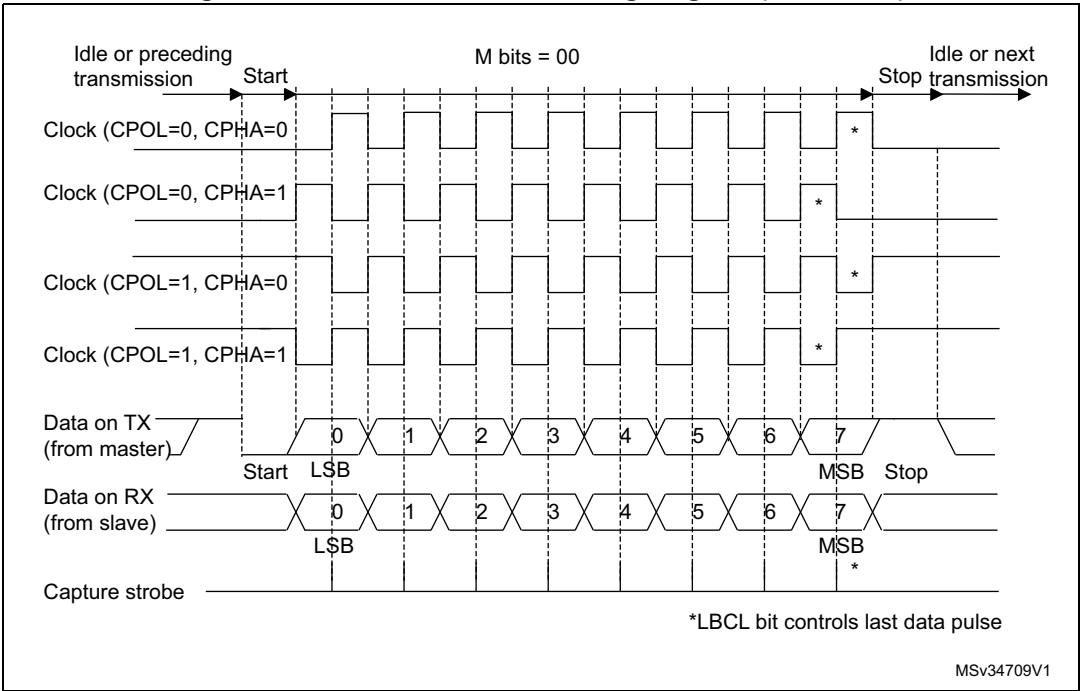 Idle or preceding
transmission
Start
M bits = 00
Stop
Idle or next
transmission
Clock (CPOL=0, CPHA=0
*
Clock (CPOL=0, CPHA=1
*
Clock (CPOL=1, CPHA=0
*
Clock (CPOL=1, CPHA=1
*
Data on TX
(from master)
0 1 2 3 4 5 6 7
Start LSB MSB Stop
Data on RX
(from slave)
0 1 2 3 4 5 6 7
LSB MSB
*
Capture strobe
*LBCL bit controls last data pulse
MSv34709V1